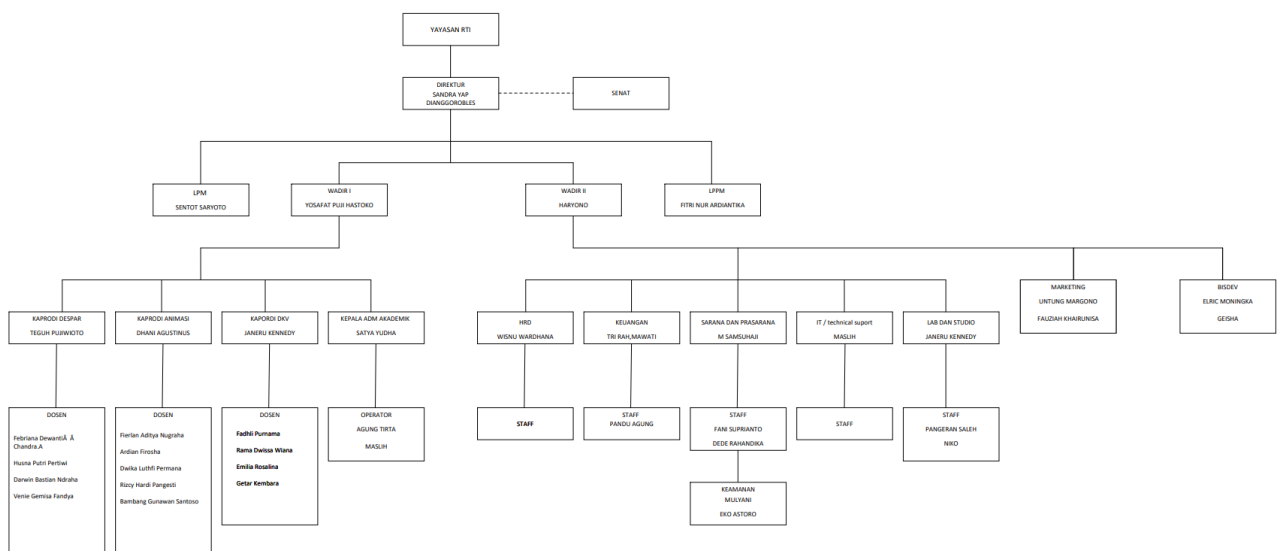 YAYASAN RTI
DIREKTUR
SANDRA YAP
DIANGGOROBLES
SENAT
LPM
SENTOT SARYOTO
WADIR I
YOSAFAT PUJI HASTOKO
WADIR II
HARYONO
LPPM
FITRI NUR ARDIANTIKA
MARKETING
UNTUNG MARGONO
FAUZIAH KHAIRUNISA
BISDEV
ELRIC MONINGKA
GEISHA
KAPRODI DESPAR
TEGUH PUJIWIOTO
KAPRODI ANIMASI
DHANI AGUSTINUS
KAPORDI DKV
JANERU KENNEDY
KEPALA ADM AKADEMIK
SATYA YUDHA
HRD
WISNU WARDHANA
KEUANGAN
TRI RAH,MAWATI
SARANA DAN PRASARANA
M SAMSUHAJI
IT / technical suport
MASLIH
LAB DAN STUDIO
JANERU KENNEDY
DOSEN
Febriana DewantiÂ Â
Chandra.A
Husna Putri Pertiwi
Darwin Bastian Ndraha
Venie Gemisa Fandya
DOSEN
Fierlan Aditya Nugraha
Ardian Firosha
Dwika Luthfi Permana
Rizcy Hardi Pangesti
Bambang Gunawan Santoso
DOSEN
Fadhli Purnama
Rama Dwissa Wiana
Emilia Rosalina
Getar Kembara
OPERATOR
AGUNG TIRTA
MASLIH
STAFF
STAFF
PANDU AGUNG
STAFF
FANI SUPRIANTO
DEDE RAHANDIKA
STAFF
STAFF
PANGERAN SALEH
NIKO
KEAMANAN
MULYANI
EKO ASTORO